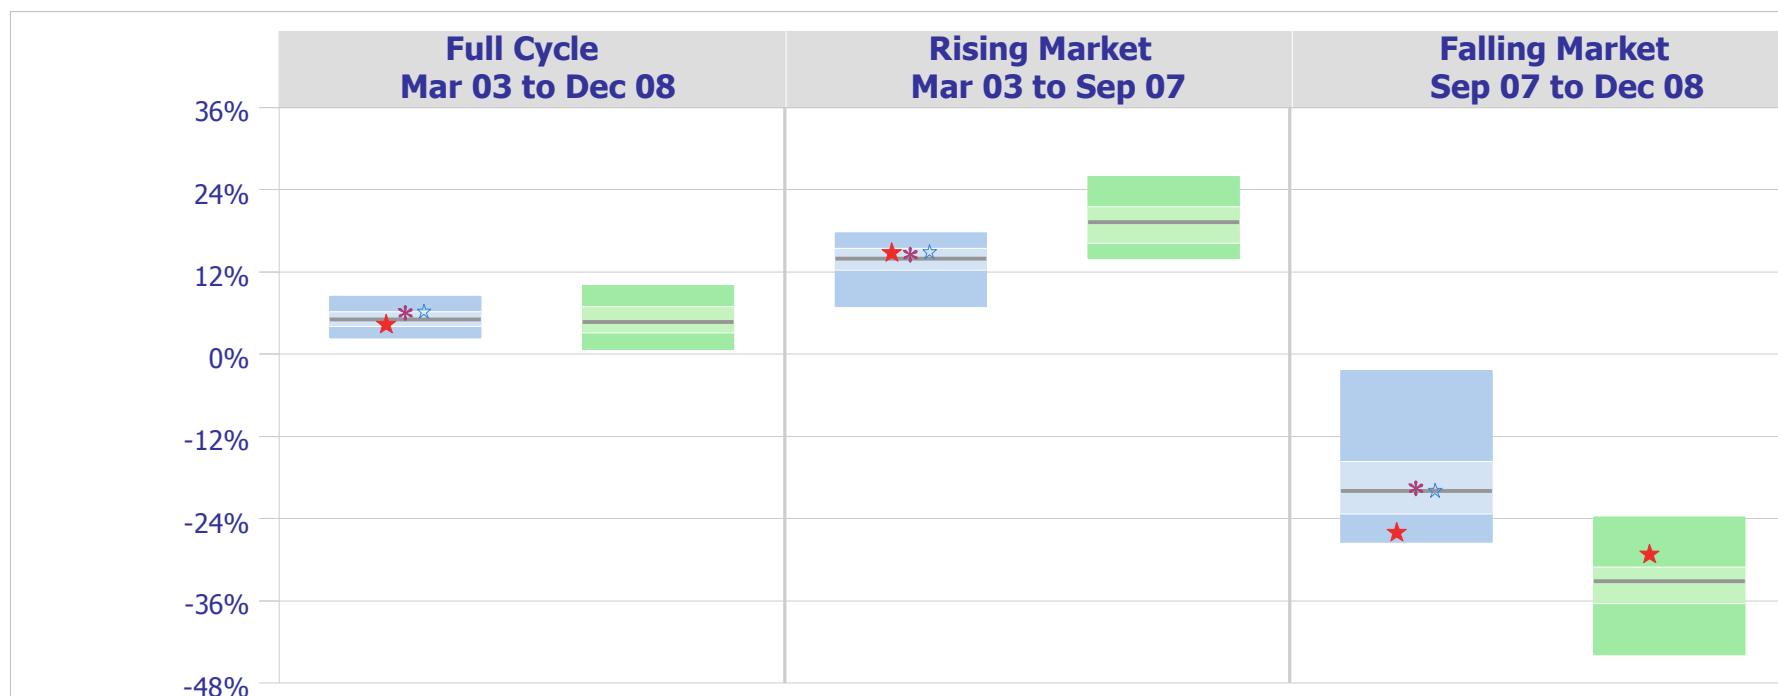 Full Cycle
Mar 03 to Dec 08
Rising Market
Mar 03 to Sep 07
Falling Market
Sep 07 to Dec 08
36%
24%
12%
0%
-12%
-24%
-36%
-48%